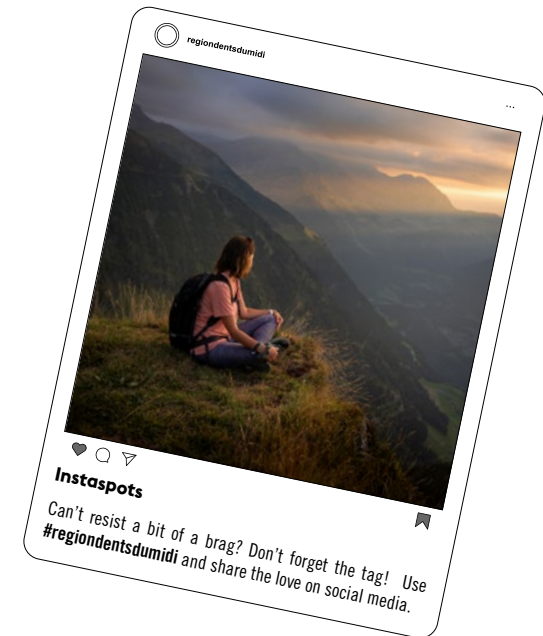 regiondentsdumidi
...
Instaspots
Can't resist a bit of a brag? Don't forget the tag! Use
#regiondentsdumidi and share the love on social media.